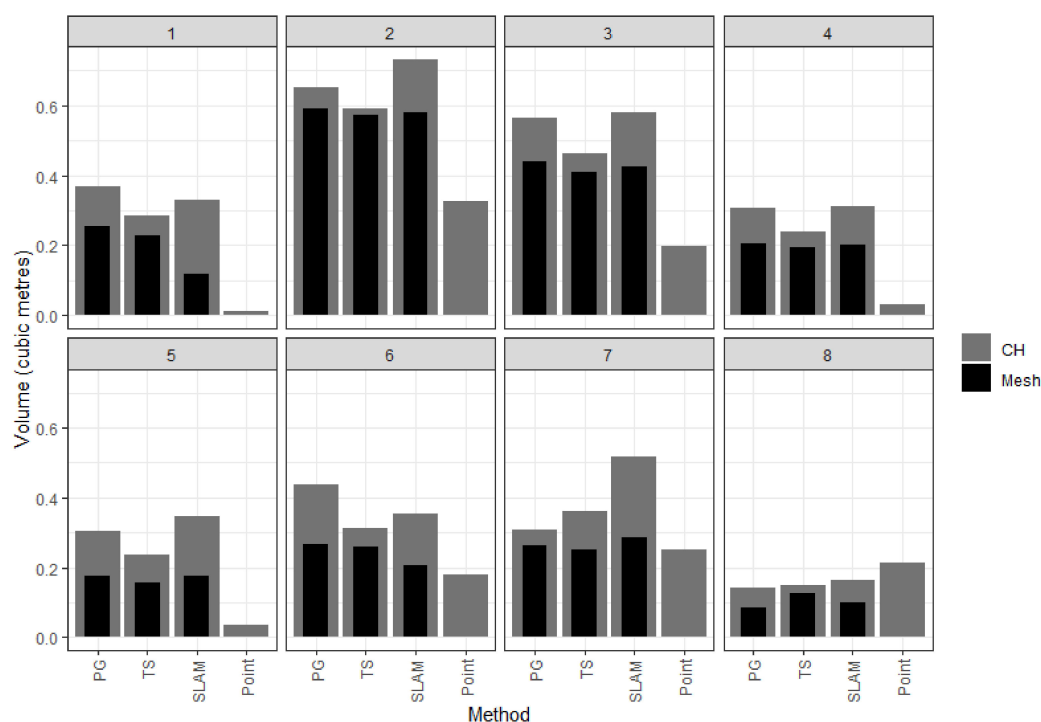 1 2 3 4
0.6
0.4
0.2
0.0
5 6 7 8
0.6
0.4
0.2
0.0
Volume (cubic metres)
PG TS SLAM Point PG TS SLAM Point PG TS SLAM Point PG TS SLAM Point
Method
CH
Mesh